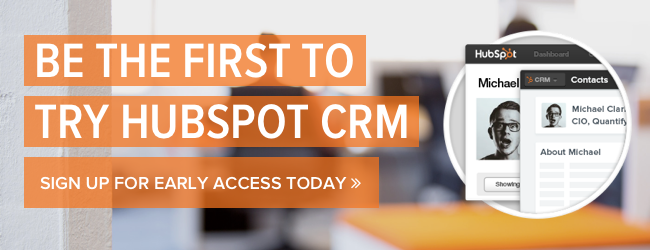 BE THE FIRST TO
TRY HUBSPOT CRM
SIGN UP FOR EARLY ACCESS TODAY »
HubSpot
Dashboard
Michael
CRM
Contacts
Michael Clar
CIO, Quantify
About Michael
Showing